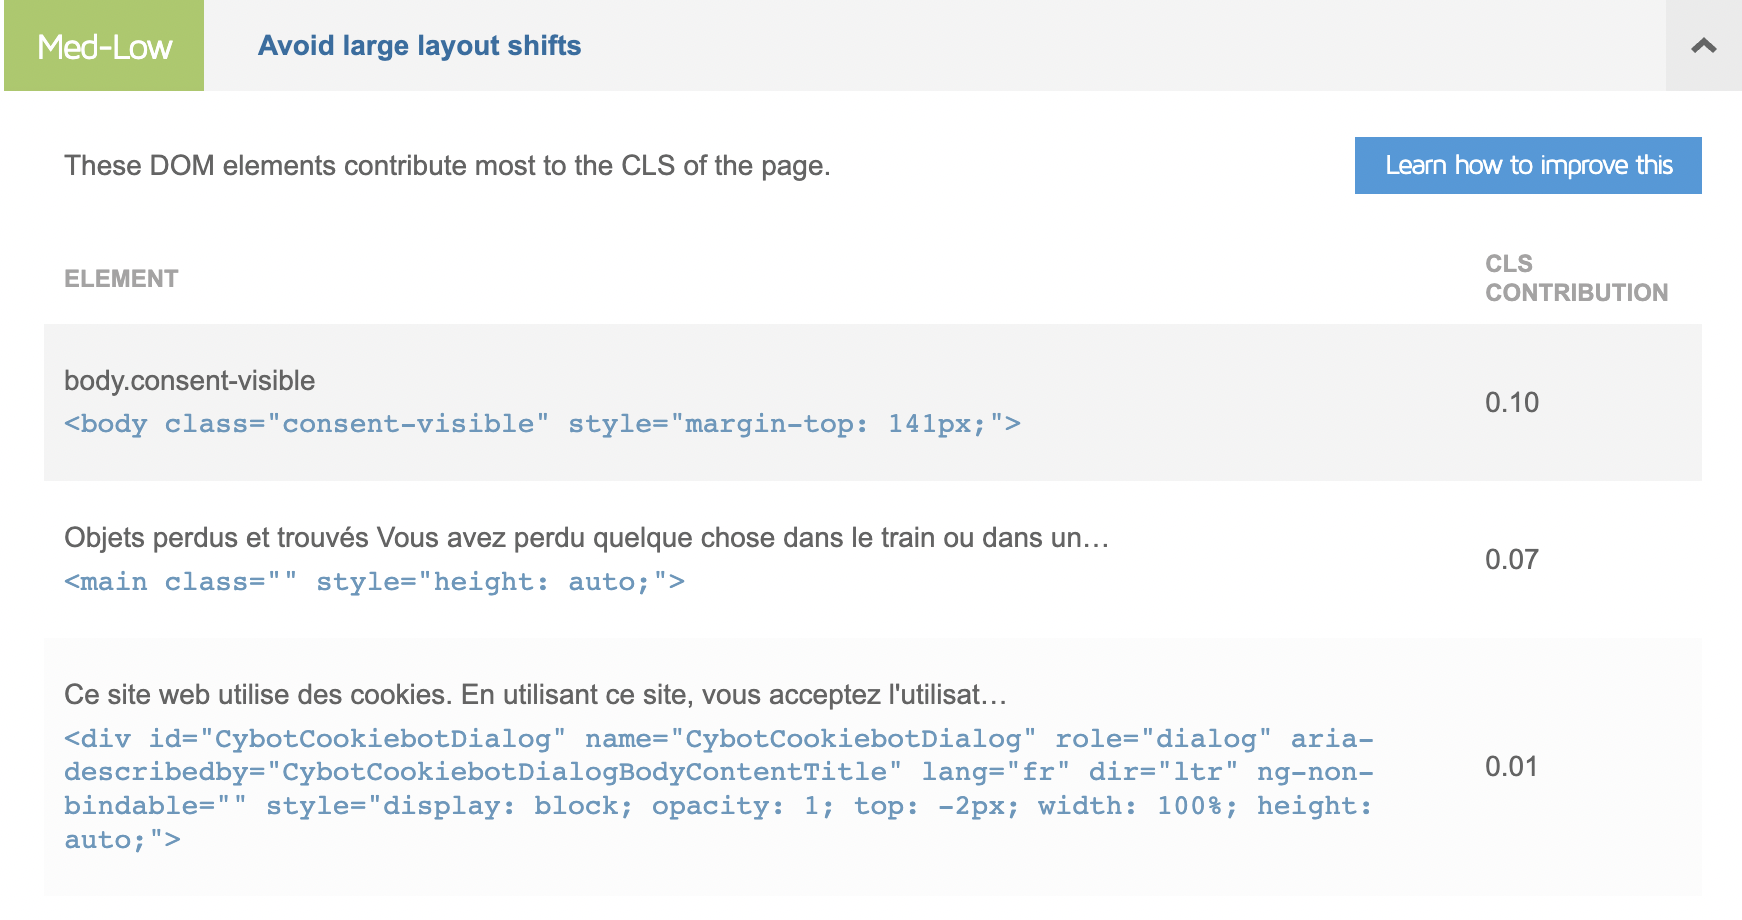 Med-Low
Avoid large layout shifts
These DOM elements contribute most to the CLS of the page.
Learn how to improve this
ELEMENT
CLS
CONTRIBUTION
body.consent-visible
<body class="consent-visible" style="margin-top: 141px;">
0.10
Objets perdus et trouvés Vous avez perdu quelque chose dans le train ou dans un…
<main class="" style="height: auto;">
0.07
Ce site web utilise des cookies. En utilisant ce site, vous acceptez l'utilisat…
<div id="CybotCookiebotDialog" name="CybotCookiebotDialog" role="dialog" aria-
describedby="CybotCookiebotDialogBodyContentTitle" lang="fr" dir="ltr" ng-non-
bindable="" style="display: block; opacity: 1; top: -2px; width: 100%; height:
auto;">
0.01